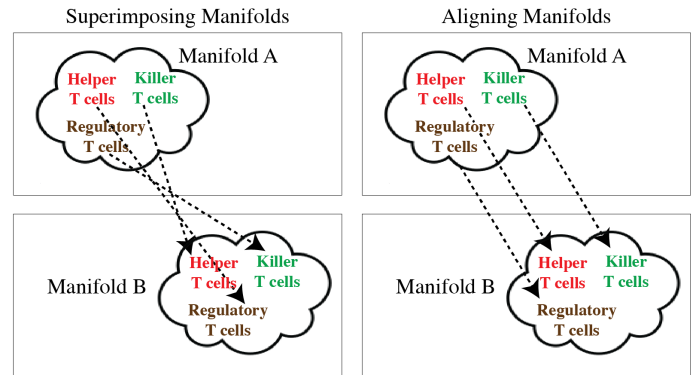 Superimposing Manifolds
Manifold A
Helper
T cells
Killer
T cells
Regulatory
T cells
Manifold B
Helper
T cells
Killer
T cells
Regulatory
T cells
Aligning Manifolds
Manifold A
Helper
T cells
Killer
T cells
Regulatory
T cells
Manifold B
Helper
T cells
Killer
T cells
Regulatory
T cells